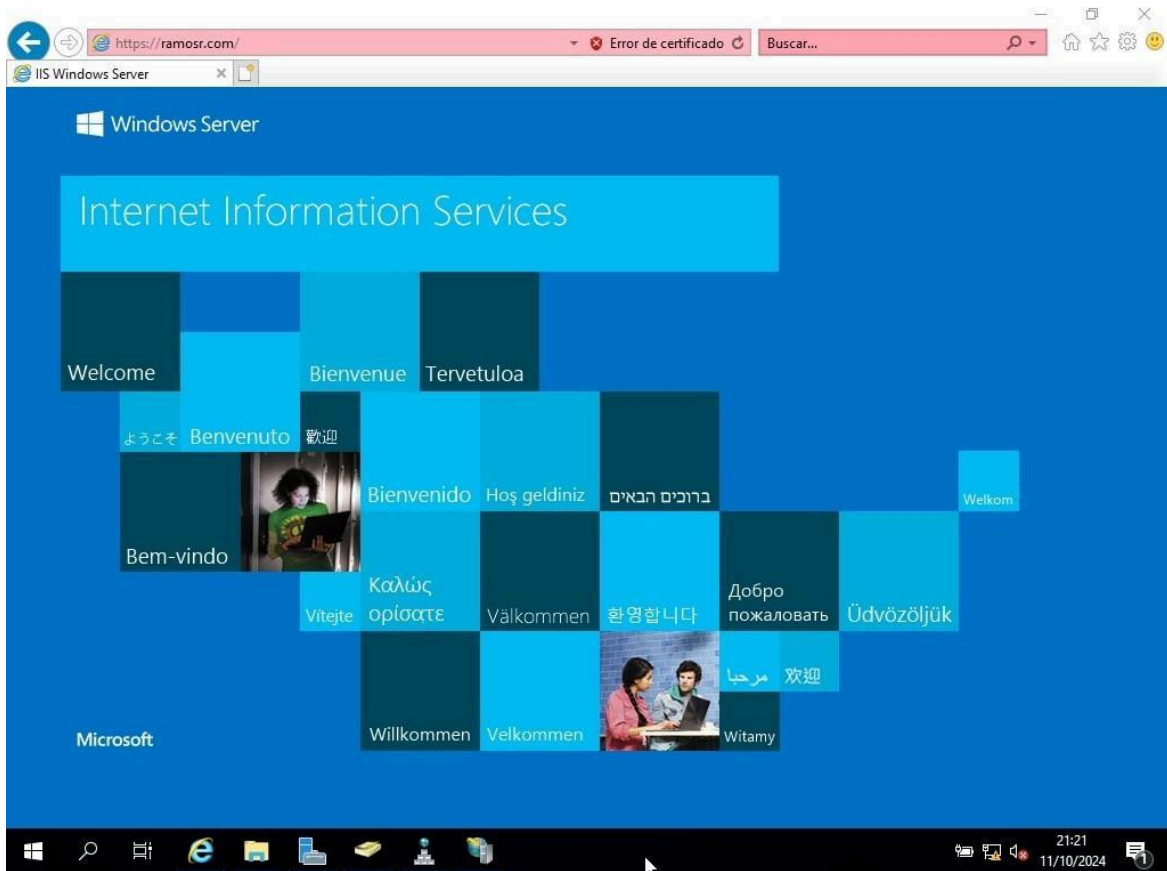 https://ramosr.com/
Error de certificado
Buscar...
IIS Windows Server
Windows Server
Internet Information Services
Welcome
Bienvenue
Tervetuloa
ようこそ
Benvenuto
歡迎
Bienvenido
Hoş geldiniz
ברוכים הבאים
Welkom
Bem-vindo
Vítejte
Καλώς
ορίσατε
Välkommen
환영합니다
Добро
пожаловать
Üdvözöljük
مرحبا
欢迎
Microsoft
Willkommen
Velkommen
Witamy
21:21
11/10/2024
1